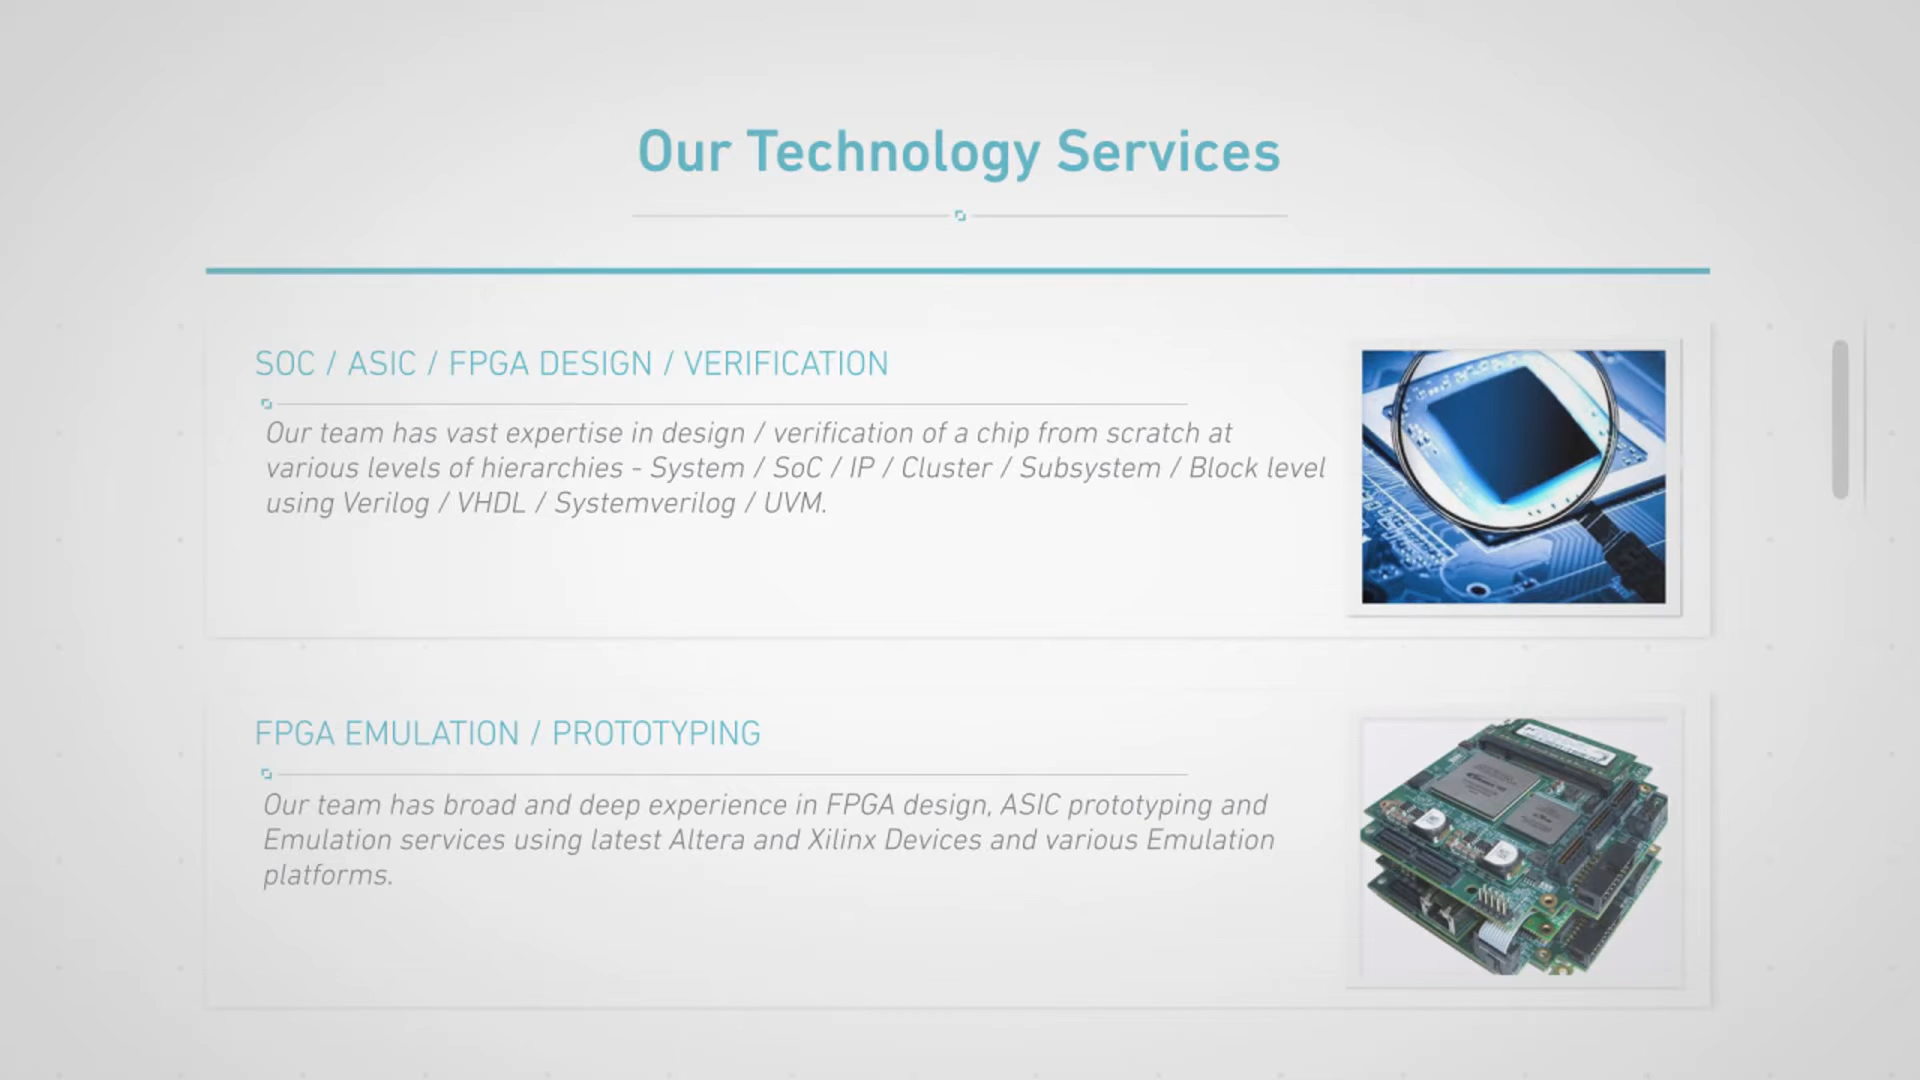 Our Technology Services
SOC / ASIC / FPGA DESIGN / VERIFICATION
Our team has vast expertise in design / verification of a chip from scratch at
various levels of hierarchies - System / SoC / IP / Cluster / Subsystem / Block level
using Verilog / VHDL / Systemverilog / UVM.
FPGA EMULATION / PROTOTYPING
Our team has broad and deep experience in FPGA design, ASIC prototyping and
Emulation services using latest Altera and Xilinx Devices and various Emulation
platforms.